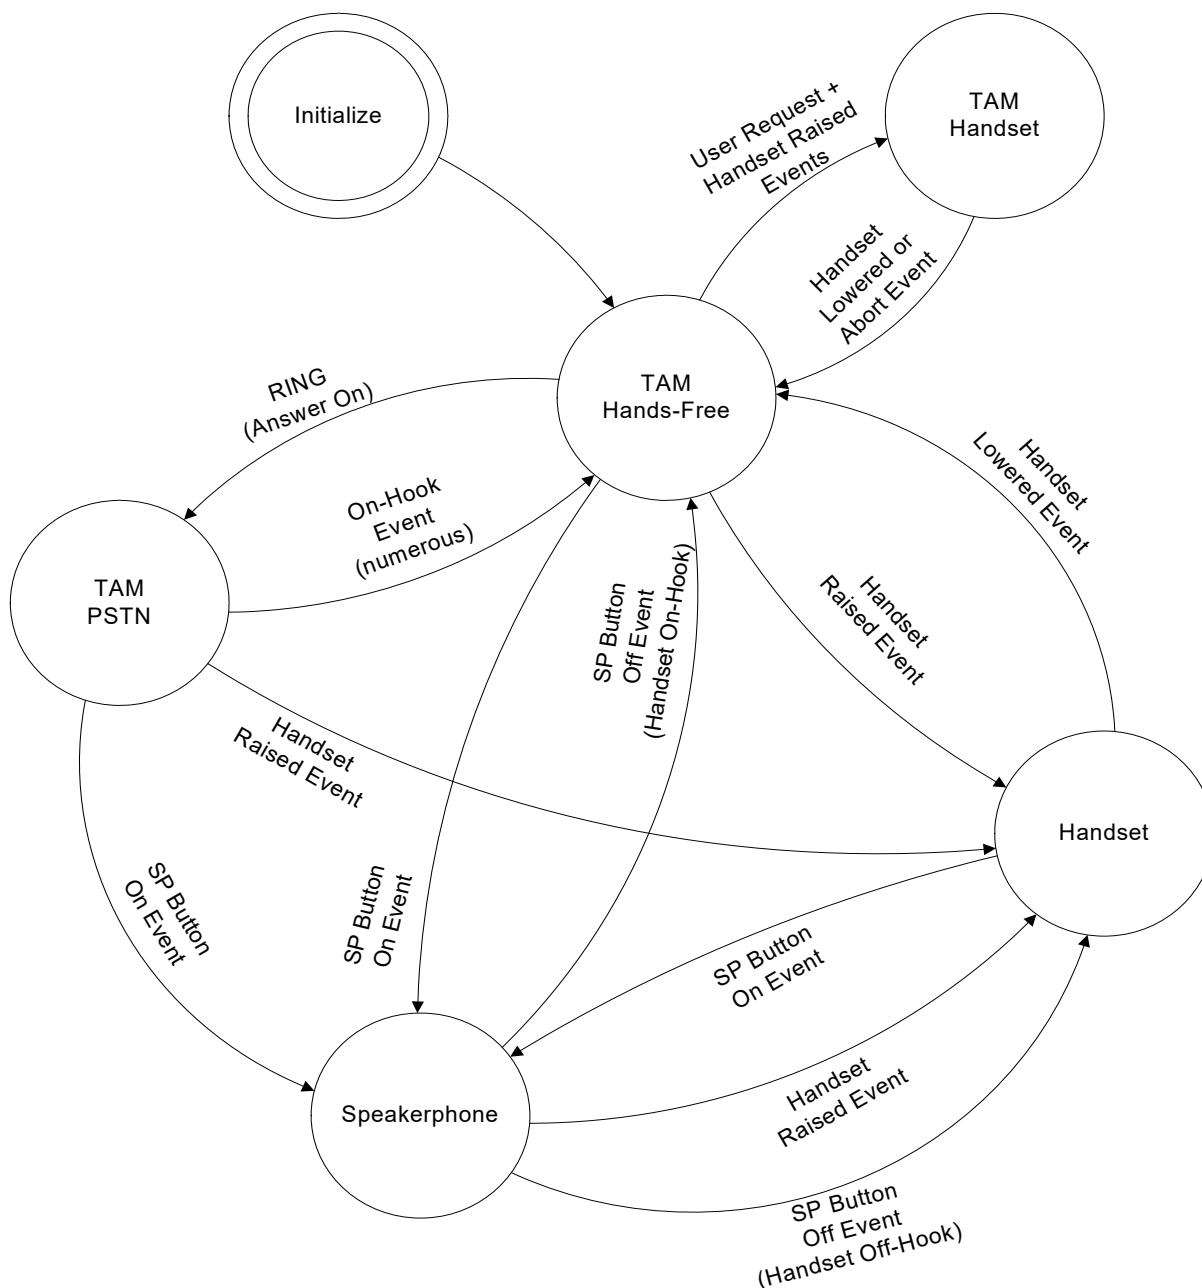 Initialize
TAM
Handset
User Request +
Handset Raised
Events
Handset
Lowered or
Abort Event
TAM
Hands-Free
RING
(Answer On)
On-Hook
Event
(numerous)
Handset
Lowered Event
TAM
PSTN
SP Button
Off Event
(Handset On-Hook)
Handset
Raised Event
Handset
Raised Event
Handset
SP Button
On Event
SP Button
On Event
SP Button
On Event
Speakerphone
Handset
Raised Event
SP Button
Off Event
(Handset Off-Hook)